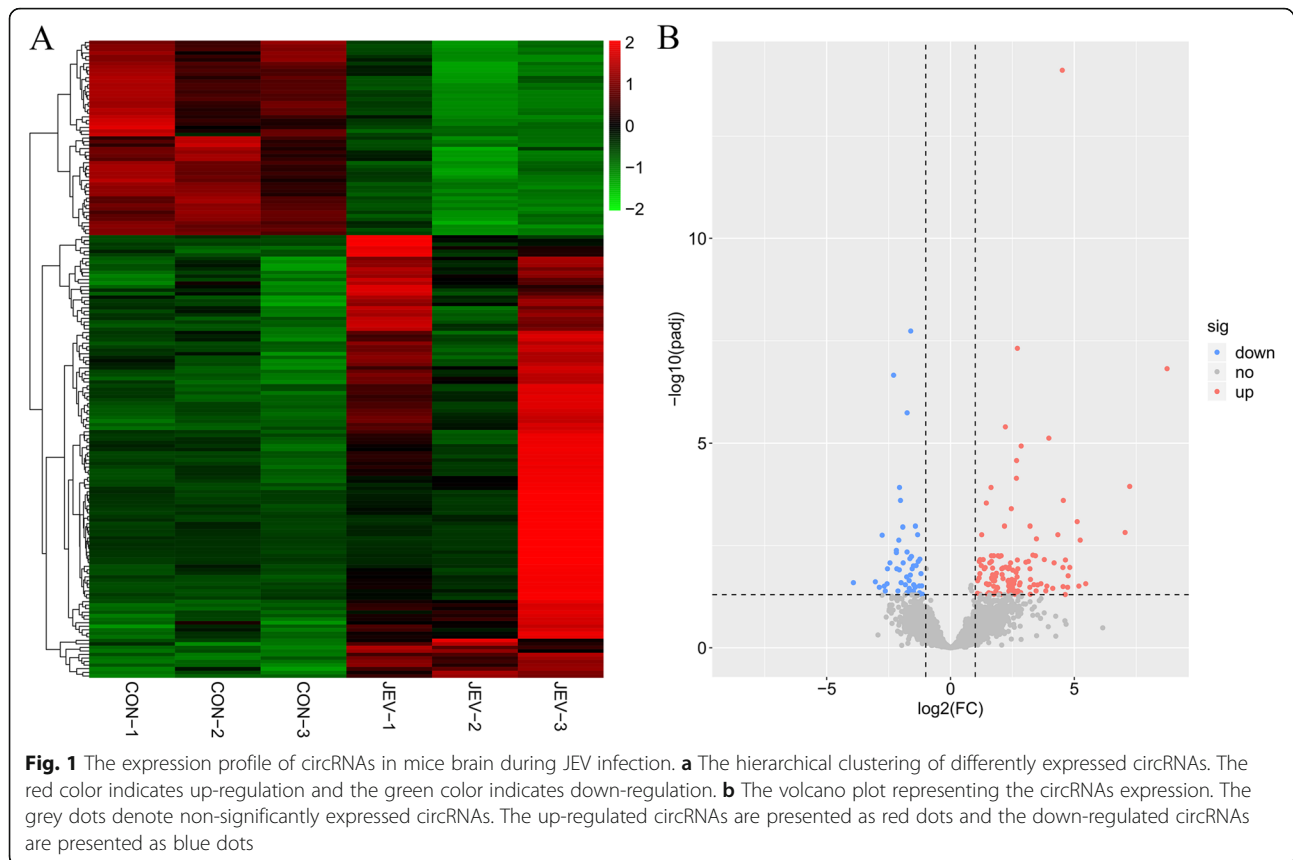 A
2
1
0
−1
−2
CON−1
CON−2
CON−3
JEV−1
JEV−2
JEV−3
B
−log10(padj)
10
5
0
−5
0
5
log2(FC)
sig
down
no
up
Fig. 1 The expression profile of circRNAs in mice brain during JEV infection. a The hierarchical clustering of differently expressed circRNAs. The
red color indicates up-regulation and the green color indicates down-regulation. b The volcano plot representing the circRNAs expression. The
grey dots denote non-significantly expressed circRNAs. The up-regulated circRNAs are presented as red dots and the down-regulated circRNAs
are presented as blue dots